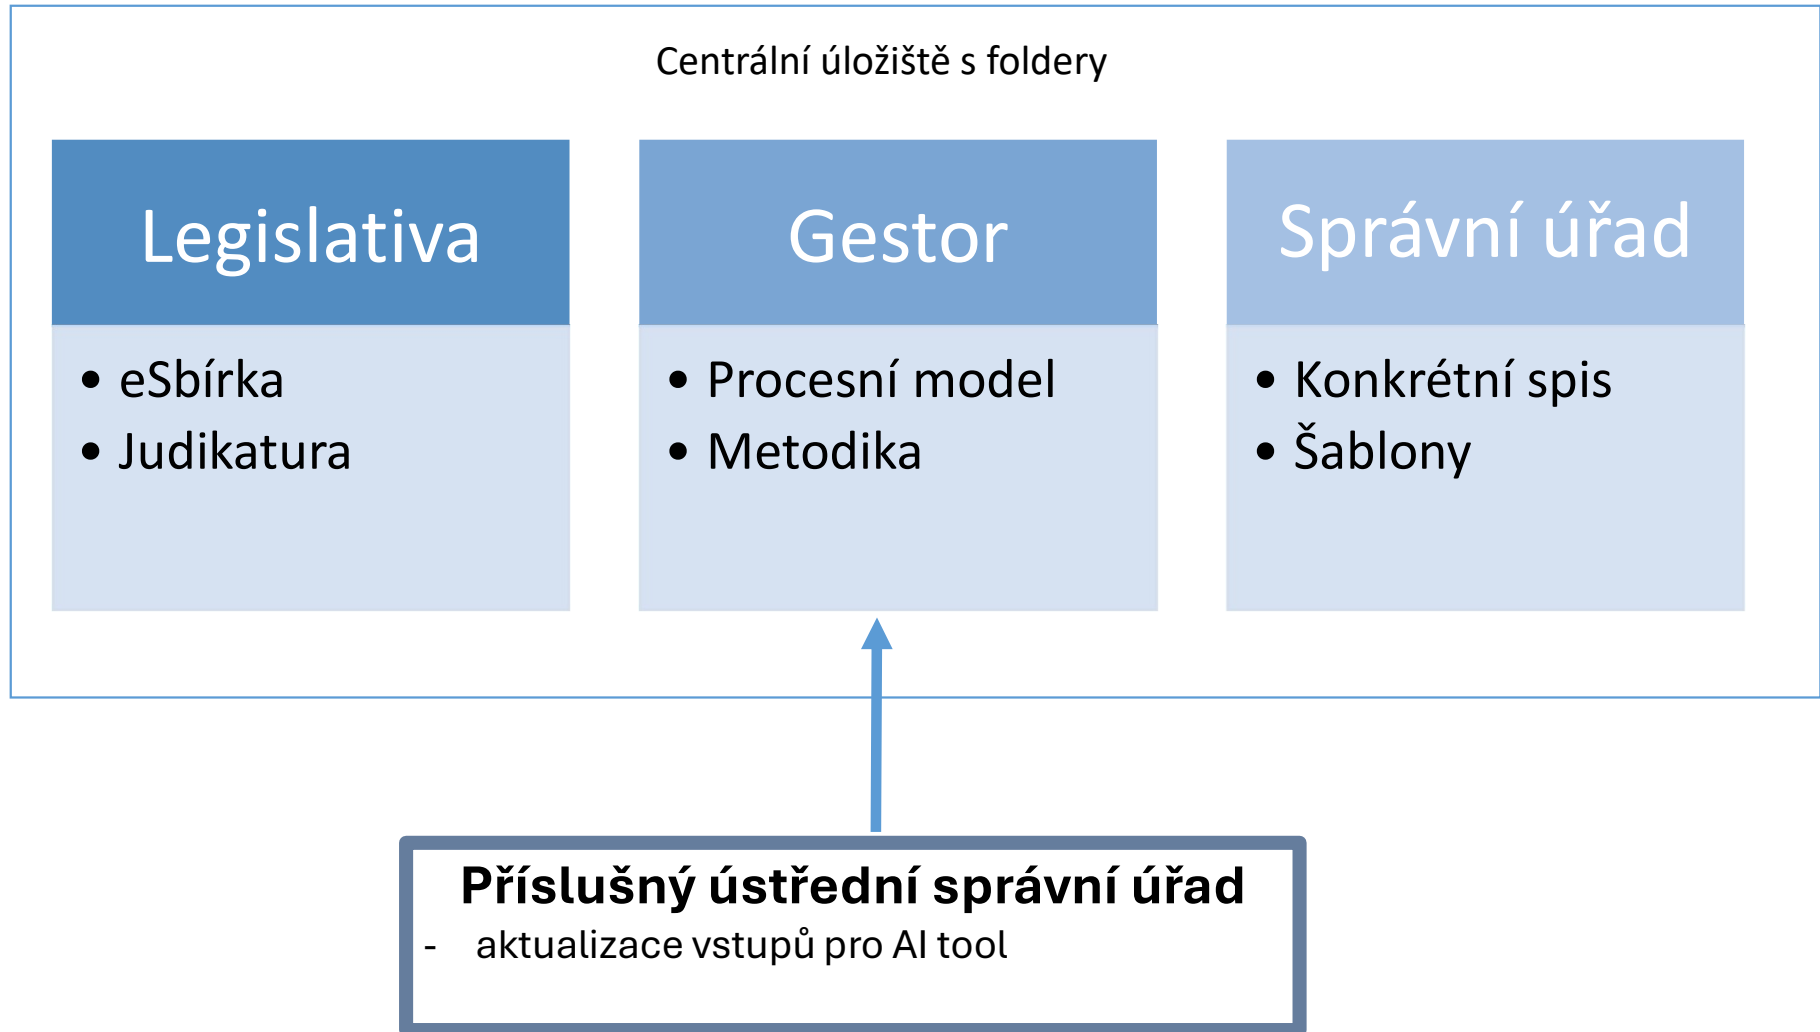 Centrální úložiště s foldery
Legislativa
• eSbírka
• Judikatura
Gestor
• Procesní model
• Metodika
Správní úřad
• Konkrétní spis
• Šablony
Příslušný ústřední správní úřad
- aktualizace vstupů pro AI tool